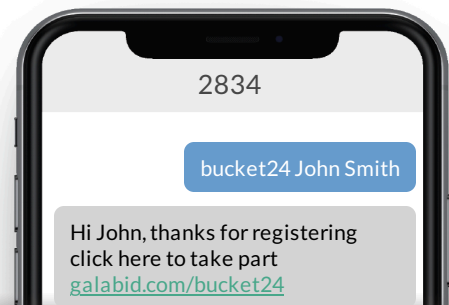 2834
bucket24 John Smith
Hi John, thanks for registering
click here to take part
galabid.com/bucket24